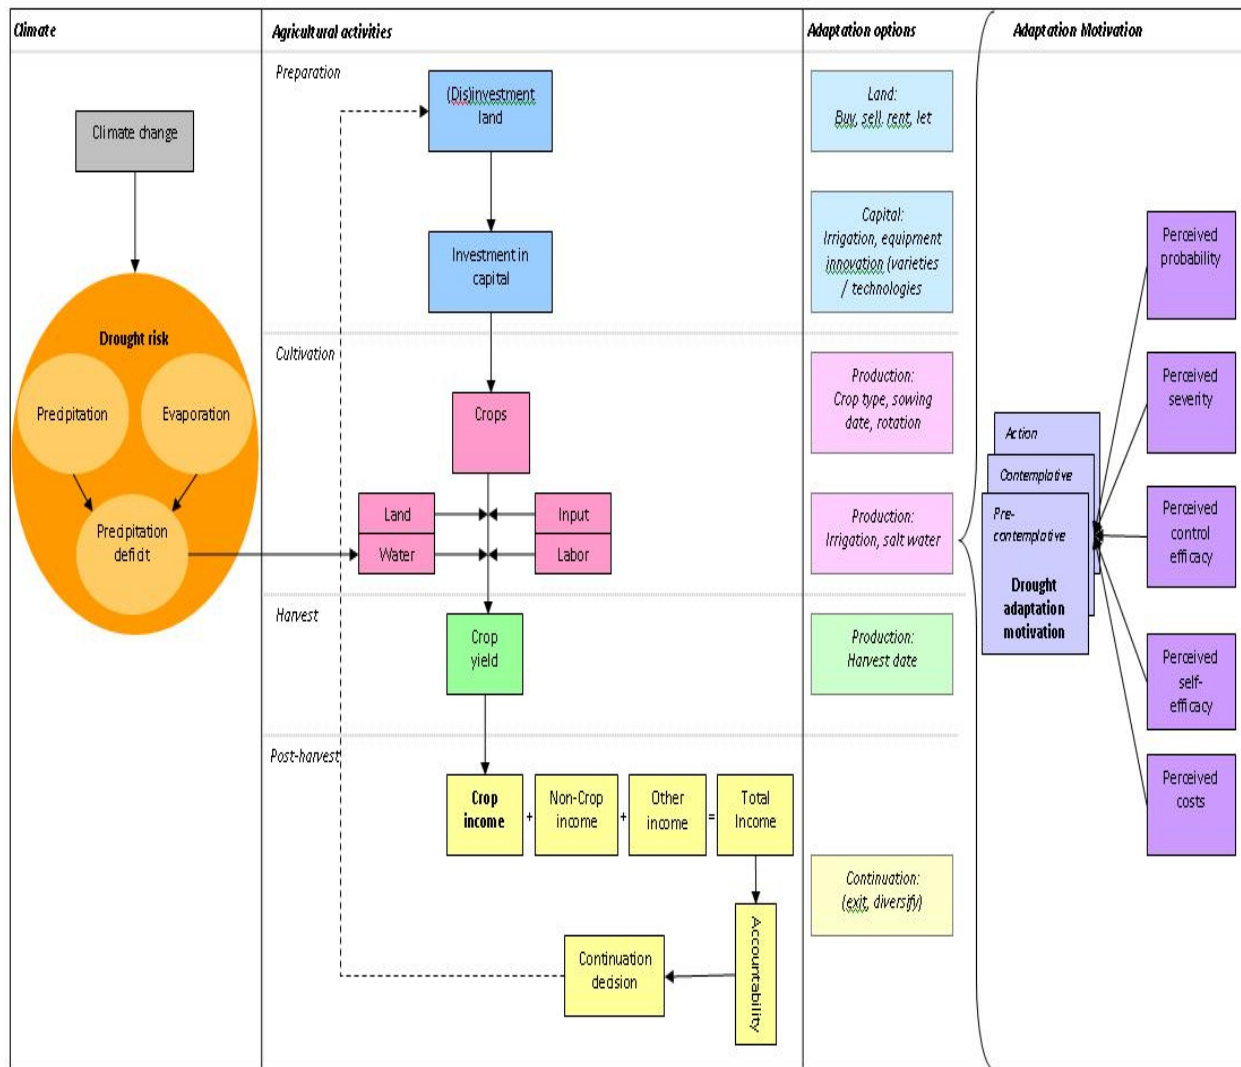 Climate
Agricultural activities
Adaptation options
Adaptation Motivation
Preparation
Climate change
(Dis)investment
land
Land:
Buy, sell, rent, let
Investment in
capital
Capital:
Irrigation, equipment
innovation (varieties
/ technologies
Drought risk
Precipitation
Evaporation
Precipitation
deficit
Cultivation
Crops
Land
Water
Input
Labor
Production:
Crop type, sowing
date, rotation
Production:
Irrigation, salt water
Harvest
Crop
yield
Production:
Harvest date
Post-harvest
Crop
income
+
Non-Crop
income
+
Other
income
=
Total
Income
Accountability
Continuation
decision
Continuation:
(exit, diversify)
Action
Contemplative
Pre-
contemplative
Drought
adaptation
motivation
Perceived
probability
Perceived
severity
Perceived
control
efficacy
Perceived
self-
efficacy
Perceived
costs